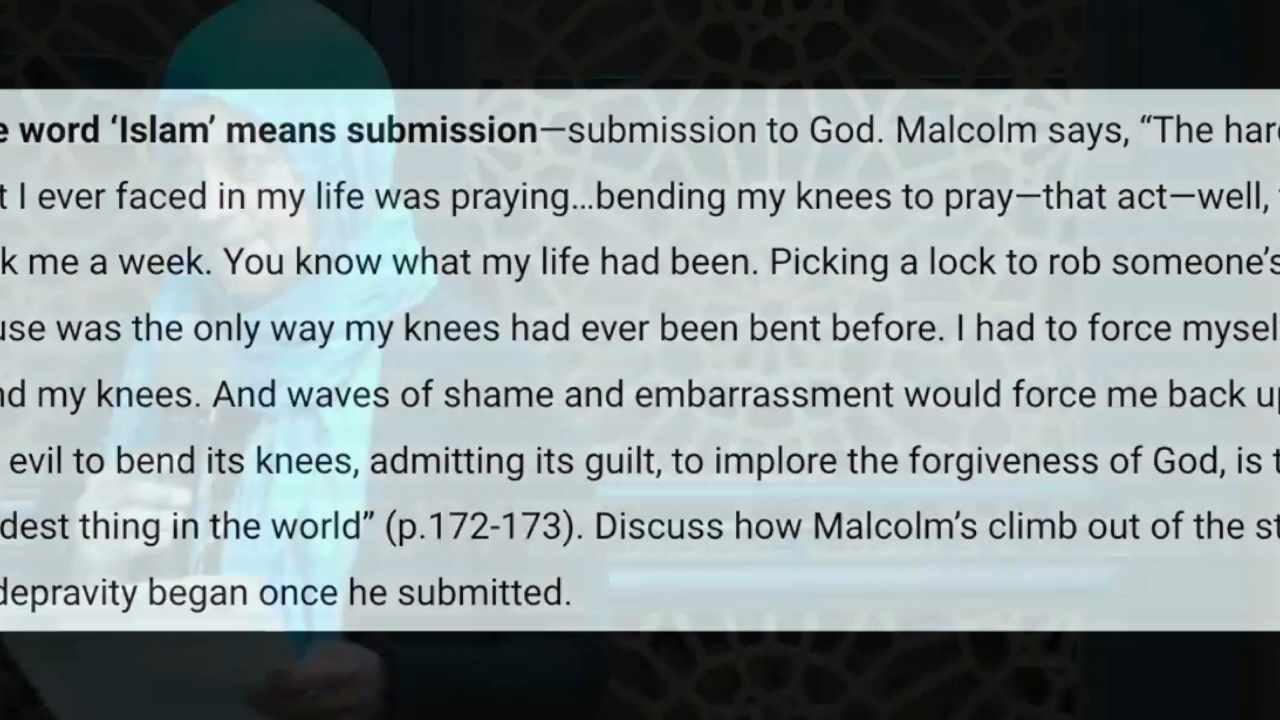 e word ‘Islam’ means submission—submission to God. Malcolm says, “The hard
t I ever faced in my life was praying...bending my knees to pray—that act—well,
k me a week. You know what my life had been. Picking a lock to rob someone’s
use was the only way my knees had ever been bent before. I had to force mysel
nd my knees. And waves of shame and embarrassment would force me back up
evil to bend its knees, admitting its guilt, to implore the forgiveness of God, is t
dest thing in the world” (p.172-173). Discuss how Malcolm’s climb out of the st
depravity began once he submitted.